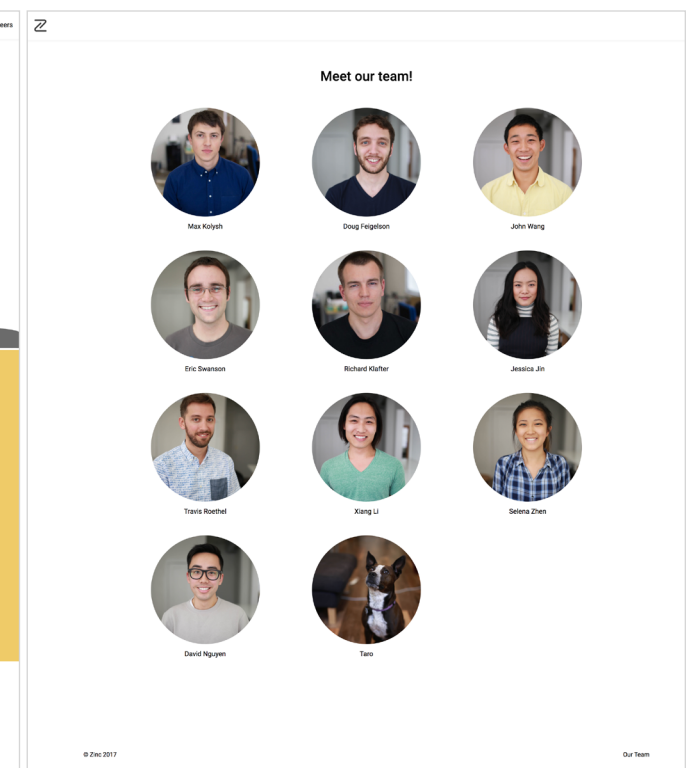 eers
Meet our team!
Max Kolysh
Doug Feigelson
John Wang
Eric Swanson
Richard Klafter
Jessica Jin
Travis Roethel
Xiang Li
Selena Zhen
David Nguyen
Taro
© Zinc 2017
Our Team